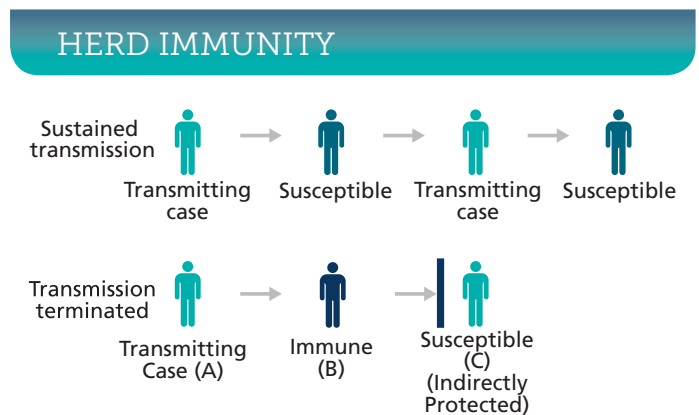 HERD IMMUNITY
Sustained
transmission
Transmitting
case
Susceptible
Transmitting
case
Susceptible
Transmission
terminated
Transmitting
Case (A)
Immune
(B)
Susceptible
(C)
(Indirectly
Protected)